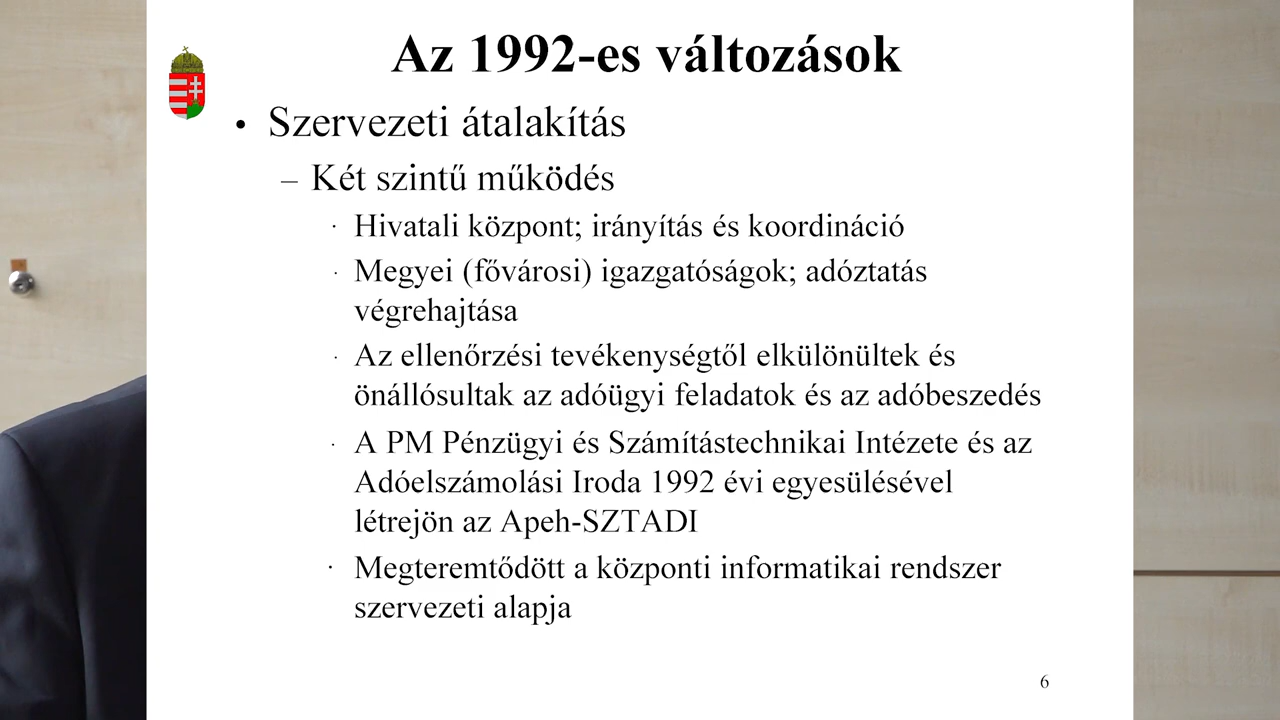 Az 1992-es változások
• Szervezeti átalakítás
– Két szintű működés
· Hivatali központ; irányítás és koordináció
· Megyei (fővárosi) igazgatóságok; adóztatás
végrehajtása
· Az ellenőrzési tevékenységtől elkülönültek és
önállósultak az adóügyi feladatok és az adóbeszedés
· A PM Pénzügyi és Számítástechnikai Intézete és az
Adóelszámolási Iroda 1992 évi egyesülésével
létrejön az Apeh-SZTADI
· Megteremtődött a központi informatikai rendszer
szervezeti alapja
6